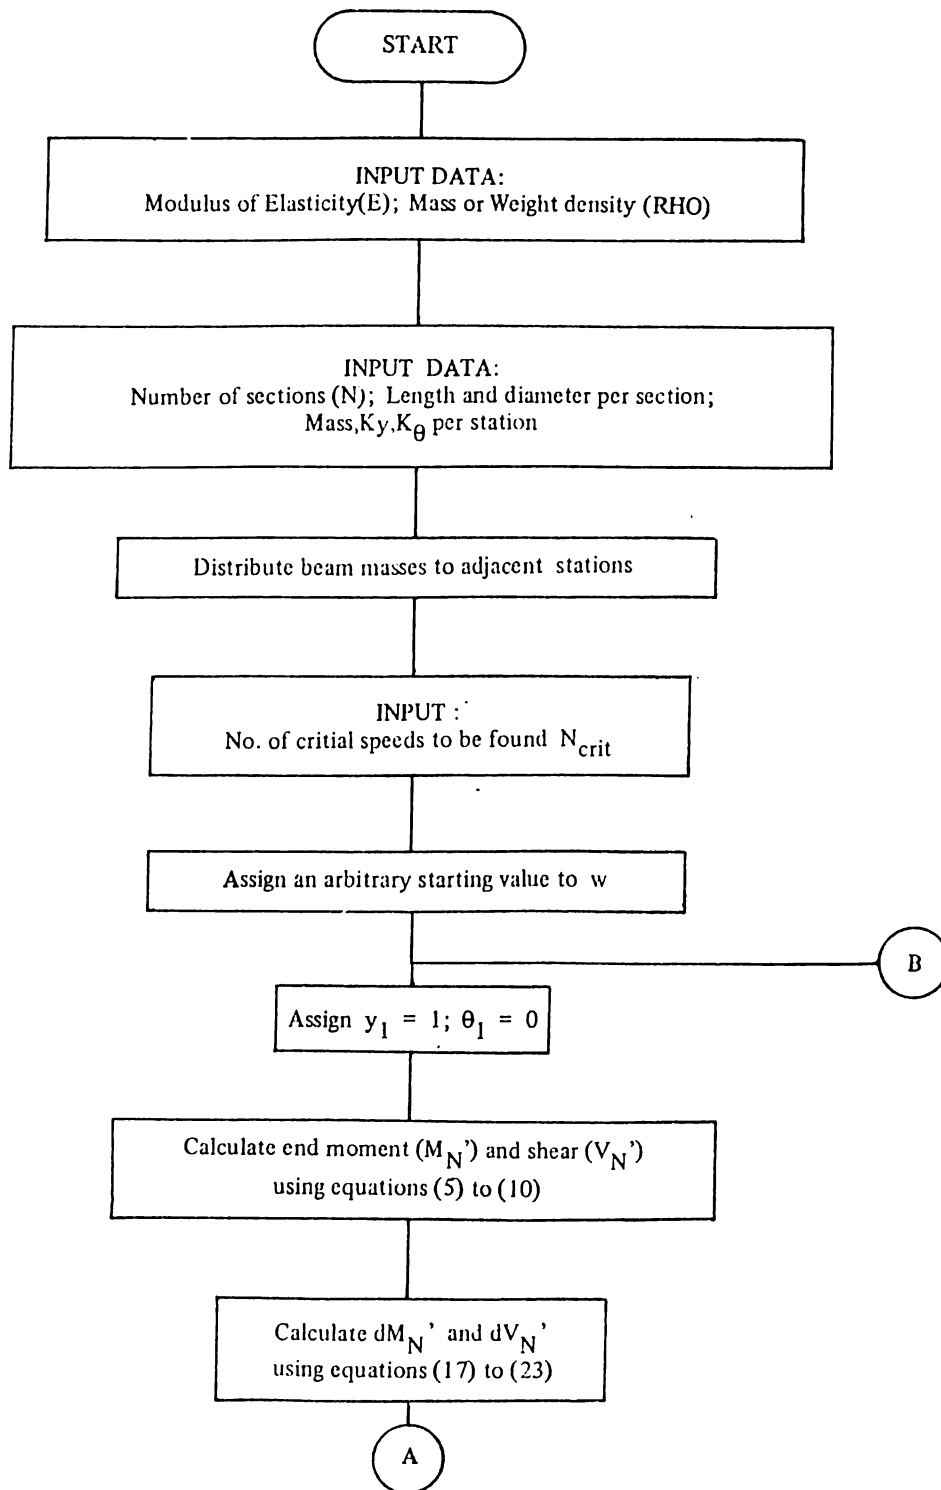 START
INPUT DATA:
Modulus of Elasticity(E); Mass or Weight density (RHO)
INPUT DATA:
Number of sections (N); Length and diameter per section;
Mass,Ky,Kθ per station
Distribute beam masses to adjacent stations
INPUT :
No. of critial speeds to be found Ncrit
Assign an arbitrary starting value to w
B
Assign y1 = 1; θ1 = 0
Calculate end moment (MN') and shear (VN')
using equations (5) to (10)
Calculate dMN' and dVN'
using equations (17) to (23)
A